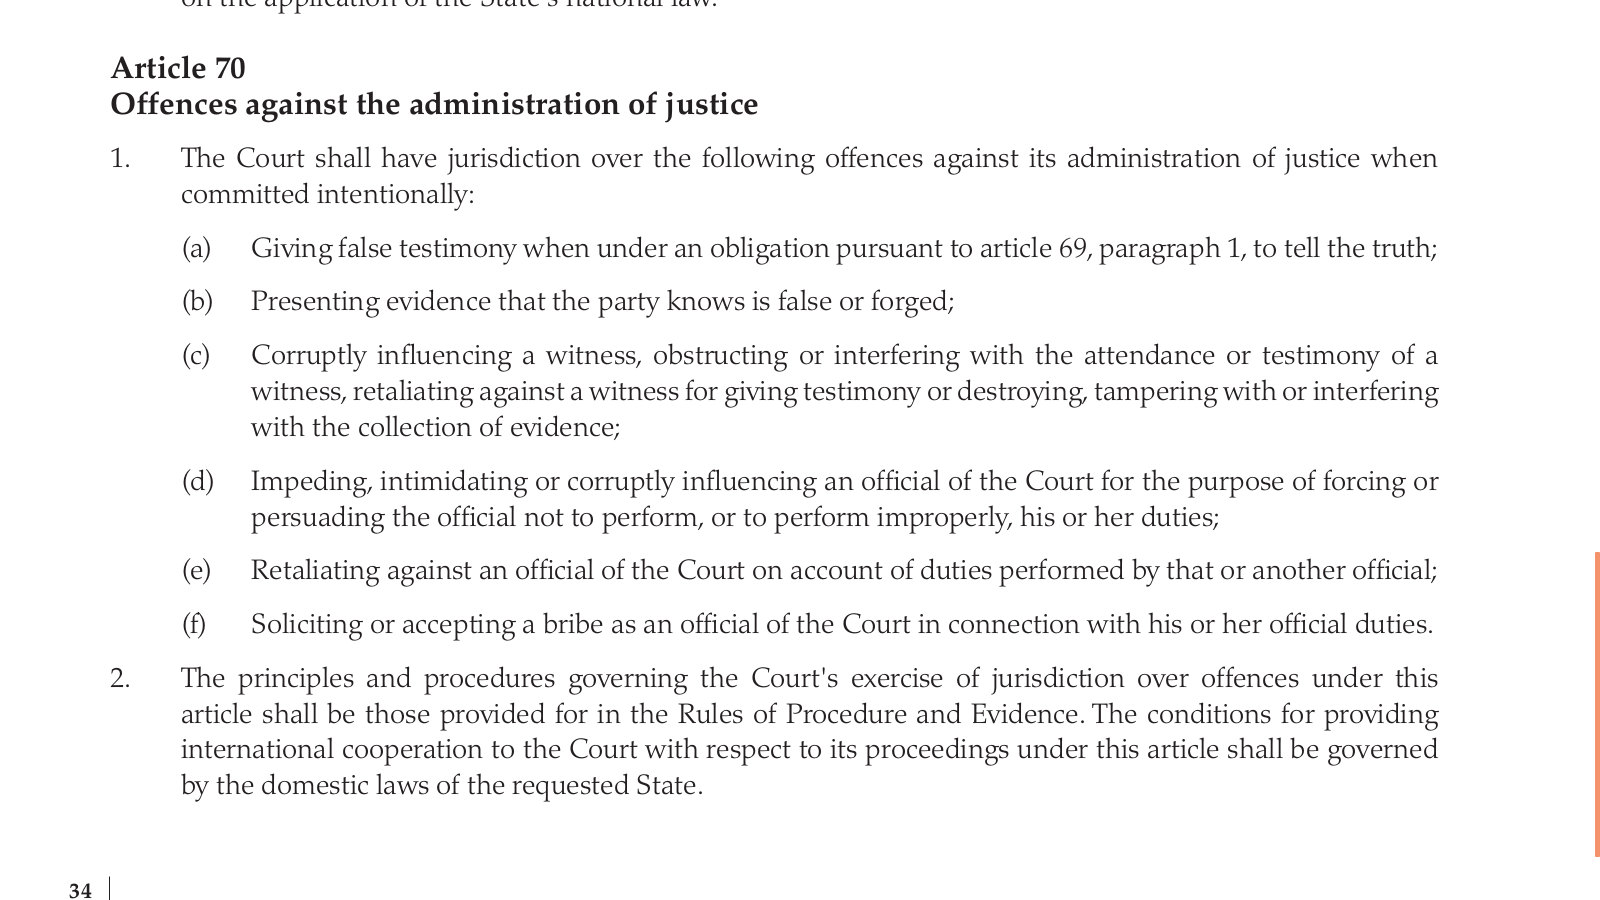 on the application of the State's national law.
Article 70
Offences against the administration of justice
1. The Court shall have jurisdiction over the following offences against its administration of justice when
committed intentionally:
(a) Giving false testimony when under an obligation pursuant to article 69, paragraph 1, to tell the truth;
(b) Presenting evidence that the party knows is false or forged;
(c) Corruptly influencing a witness, obstructing or interfering with the attendance or testimony of a
witness, retaliating against a witness for giving testimony or destroying, tampering with or interfering
with the collection of evidence;
(d) Impeding, intimidating or corruptly influencing an official of the Court for the purpose of forcing or
persuading the official not to perform, or to perform improperly, his or her duties;
(e) Retaliating against an official of the Court on account of duties performed by that or another official;
(f) Soliciting or accepting a bribe as an official of the Court in connection with his or her official duties.
2. The principles and procedures governing the Court's exercise of jurisdiction over offences under this
article shall be those provided for in the Rules of Procedure and Evidence. The conditions for providing
international cooperation to the Court with respect to its proceedings under this article shall be governed
by the domestic laws of the requested State.
34